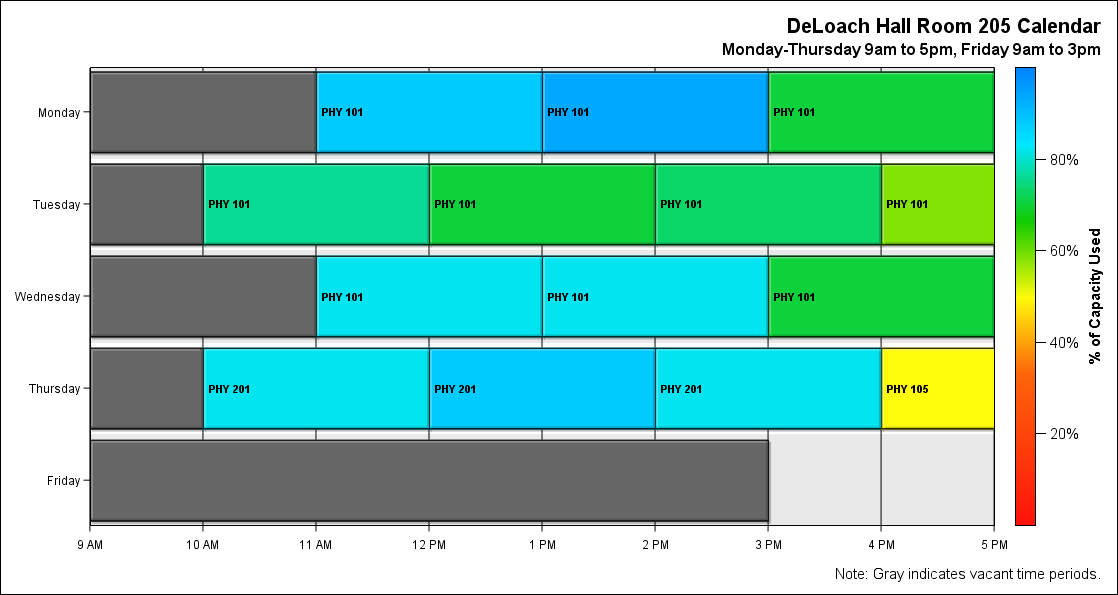 DeLoach Hall Room 205 Calendar
Monday-Thursday 9am to 5pm, Friday 9am to 3pm
Monday
PHY 101 PHY 101 PHY 101
Tuesday
PHY 101 PHY 101 PHY 101 PHY 101
Wednesday
PHY 101 PHY 101 PHY 101
Thursday
PHY 201 PHY 201 PHY 201 PHY 105
Friday
9 AM 10 AM 11 AM 12 PM 1 PM 2 PM 3 PM 4 PM 5 PM
80%
60%
40%
20%
% of Capacity Used
Note: Gray indicates vacant time periods.